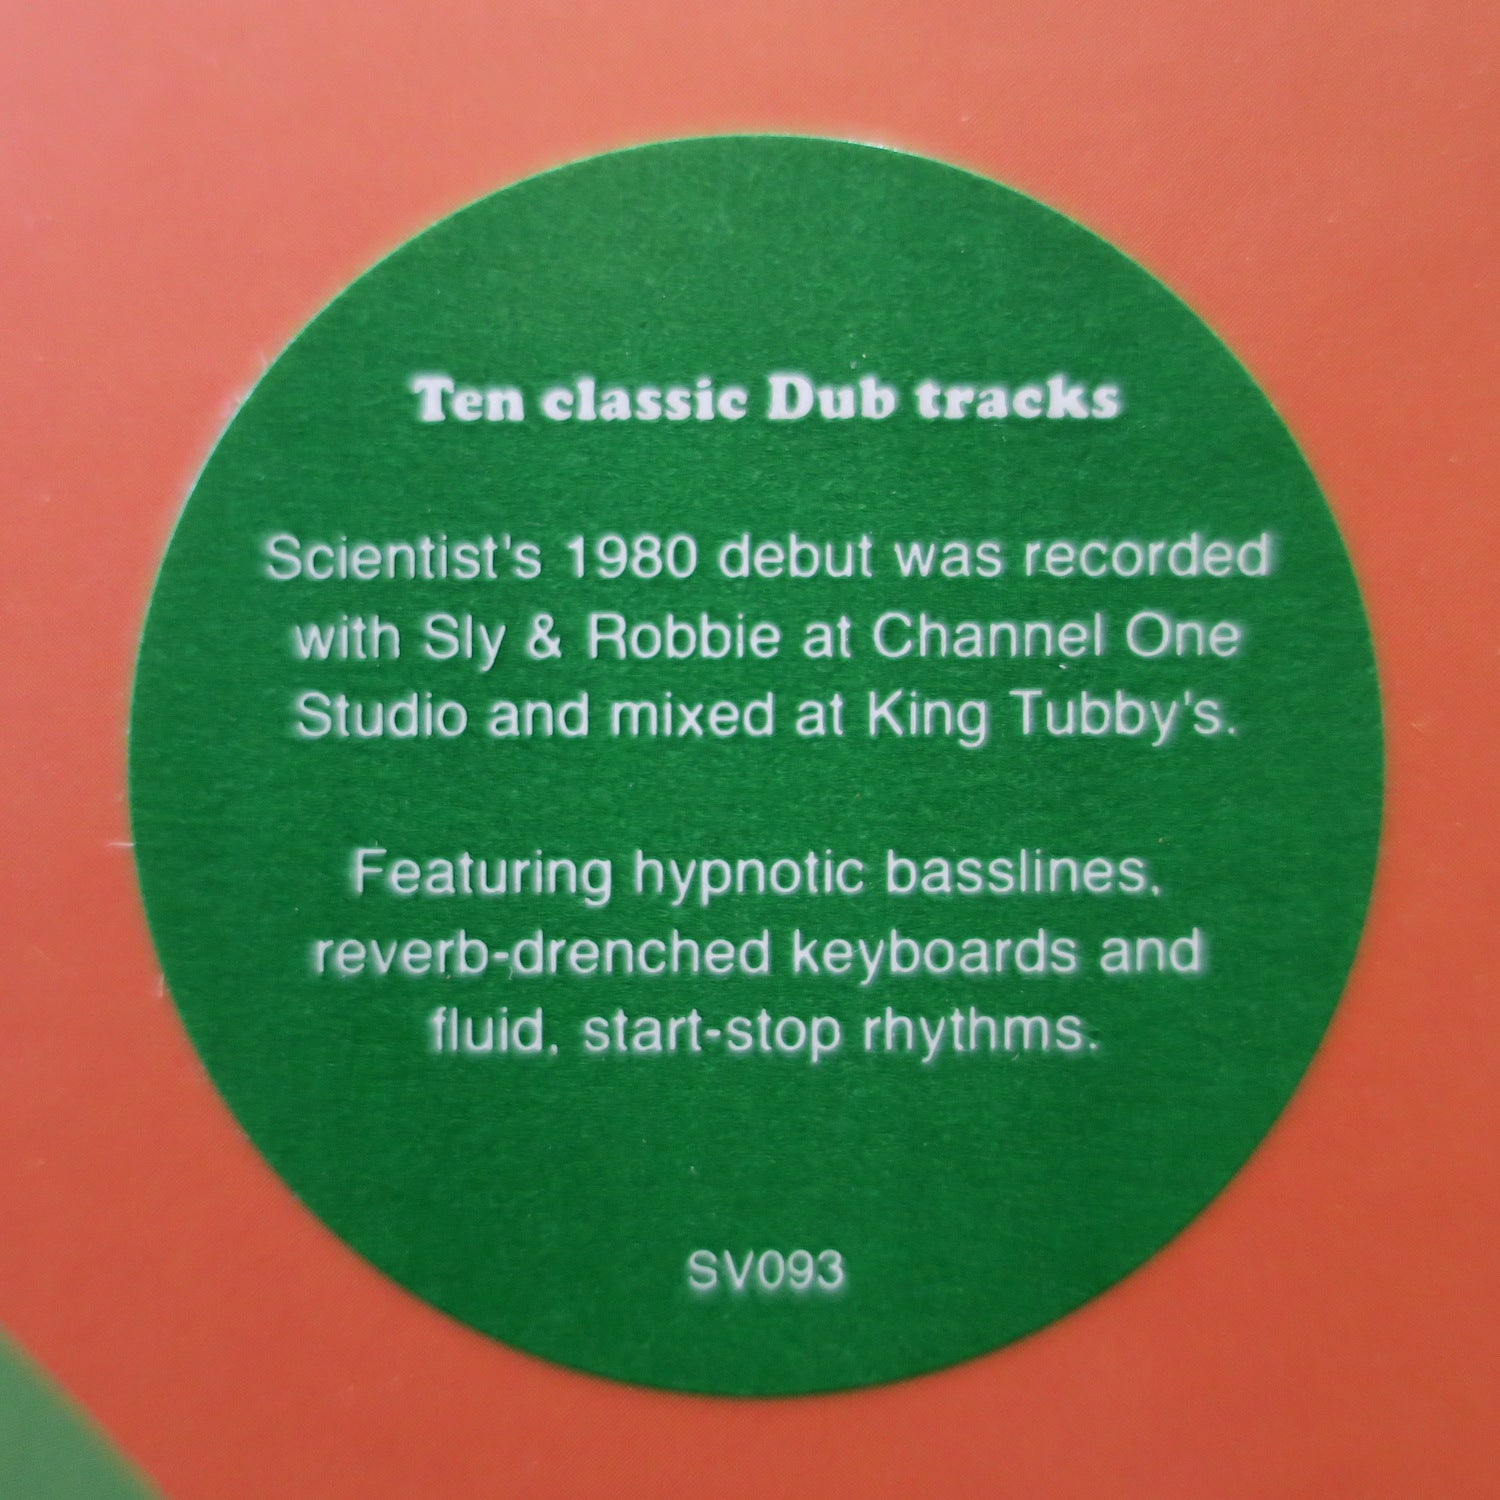 Ten classic Dub tracks
Scientist's 1980 debut was recorded
with Sly & Robbie at Channel One
Studio and mixed at King Tubby's.
Featuring hypnotic basslines,
reverb-drenched keyboards and
fluid, start-stop rhythms.
SV093